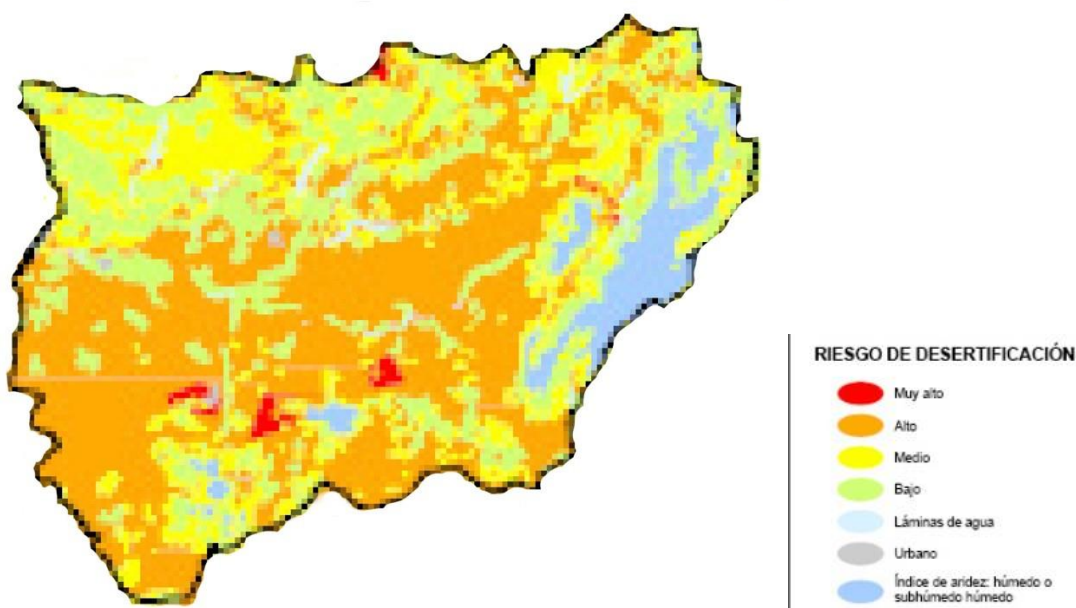 RIESGO DE DESERTIFICACIÓN
Muy alto
Alto
Medio
Bajo
Láminas de agua
Urbano
Índice de aridez: húmedo o
subhúmedo húmedo